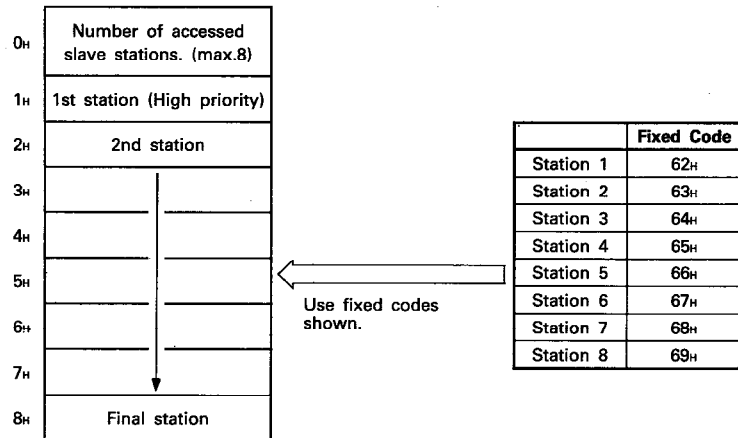 0H
Number of accessed
slave stations. (max.8)
1H
1st station (High priority)
2H
2nd station
3H
4H
5H
6H
7H
8H
Final station
Use fixed codes
shown.
Fixed Code
Station 1 62H
Station 2 63H
Station 3 64H
Station 4 65H
Station 5 66H
Station 6 67H
Station 7 68H
Station 8 69H